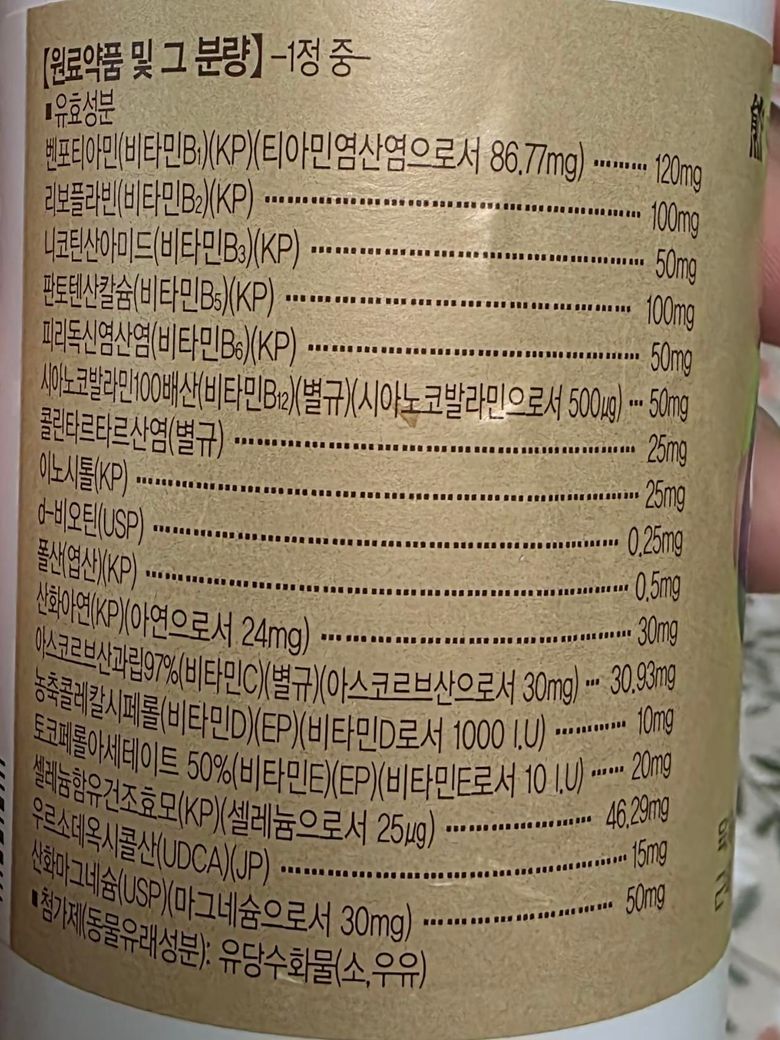 【원료약품 및 그 분량】-1정 중-
■유효성분
벤포티아민(비타민B₁)(KP)(티아민염산염으로서 86.77mg) ········· 120mg
리보플라빈(비타민B₂)(KP) ········· 100mg
니코틴산아미드(비타민B₃)(KP) ········· 50mg
판토텐산칼슘(비타민B₅)(KP) ········· 100mg
피리독신염산염(비타민B₆)(KP) ········· 50mg
시아노코발라민100배산(비타민B₁₂)(별규)(시아노코발라민으로서 500㎍) ··· 50mg
콜린타르타르산염(별규) ········· 25mg
이노시톨(KP) ········· 25mg
d-비오틴(USP) ········· 0.25mg
폴산(엽산)(KP) ········· 0.5mg
산화아연(KP)(아연으로서 24mg) ········· 30mg
아스코르브산과립97%(비타민C)(별규)(아스코르브산으로서 30mg) ··· 30.93mg
농축콜레칼시페롤(비타민D)(EP)(비타민D로서 1000 I.U) ········· 10mg
토코페롤아세테이트 50%(비타민E)(EP)(비타민E로서 10 I.U) ······ 20mg
셀레늄함유건조효모(KP)(셀레늄으로서 25㎍) ········· 46.29mg
우르소데옥시콜산(UDCA)(JP) ········· 15mg
산화마그네슘(USP)(마그네슘으로서 30mg) ········· 50mg
■첨가제(동물유래성분): 유당수화물(소,우유)